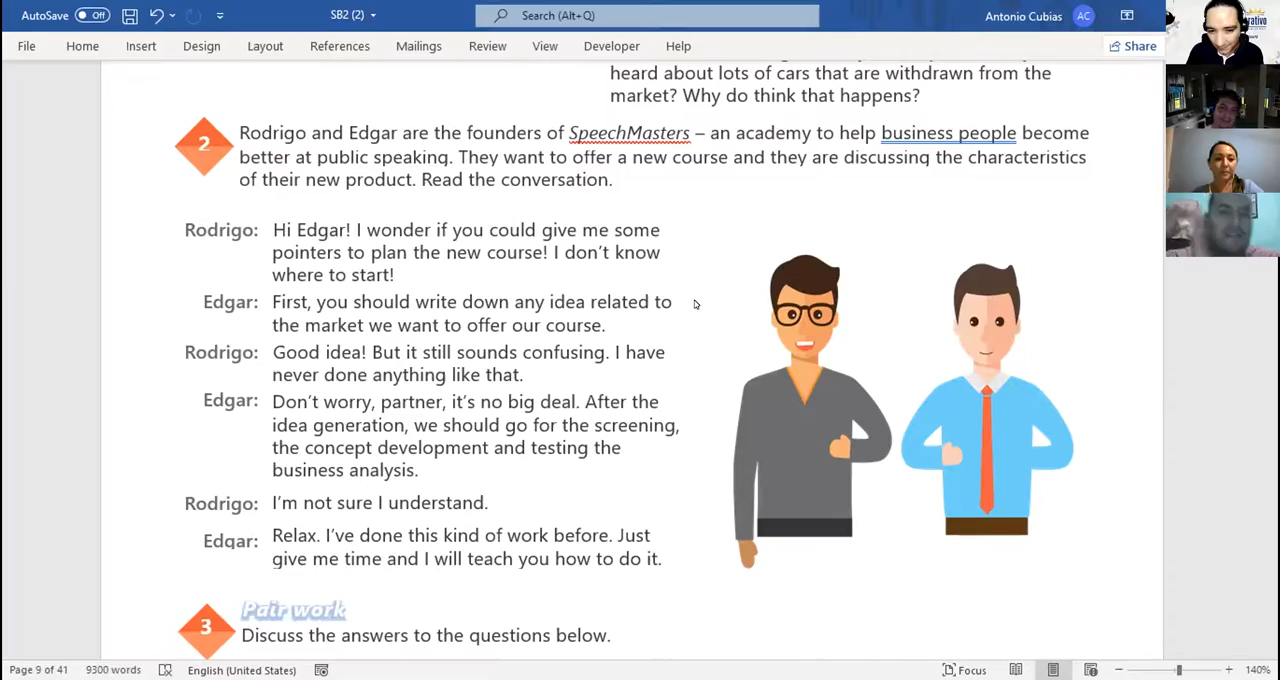 AutoSave Off SB2 (2) Search (Alt+Q) Antonio Cubias AC
File Home Insert Design Layout References Mailings Review View Developer Help Share
heard about lots of cars that are withdrawn from the
market? Why do think that happens?
2 Rodrigo and Edgar are the founders of SpeechMasters – an academy to help business people become
better at public speaking. They want to offer a new course and they are discussing the characteristics
of their new product. Read the conversation.
Rodrigo: Hi Edgar! I wonder if you could give me some
pointers to plan the new course! I don't know
where to start!
Edgar: First, you should write down any idea related to
the market we want to offer our course.
Rodrigo: Good idea! But it still sounds confusing. I have
never done anything like that.
Edgar: Don't worry, partner, it's no big deal. After the
idea generation, we should go for the screening,
the concept development and testing the
business analysis.
Rodrigo: I'm not sure I understand.
Edgar: Relax. I've done this kind of work before. Just
give me time and I will teach you how to do it.
3 Pair work
Discuss the answers to the questions below.
Page 9 of 41 9300 words English (United States) Focus 140%